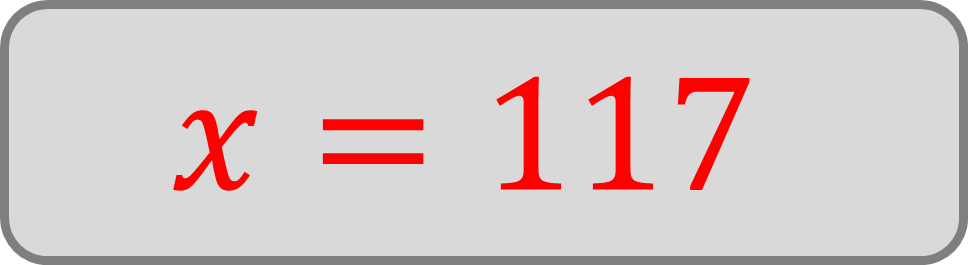 x = 117